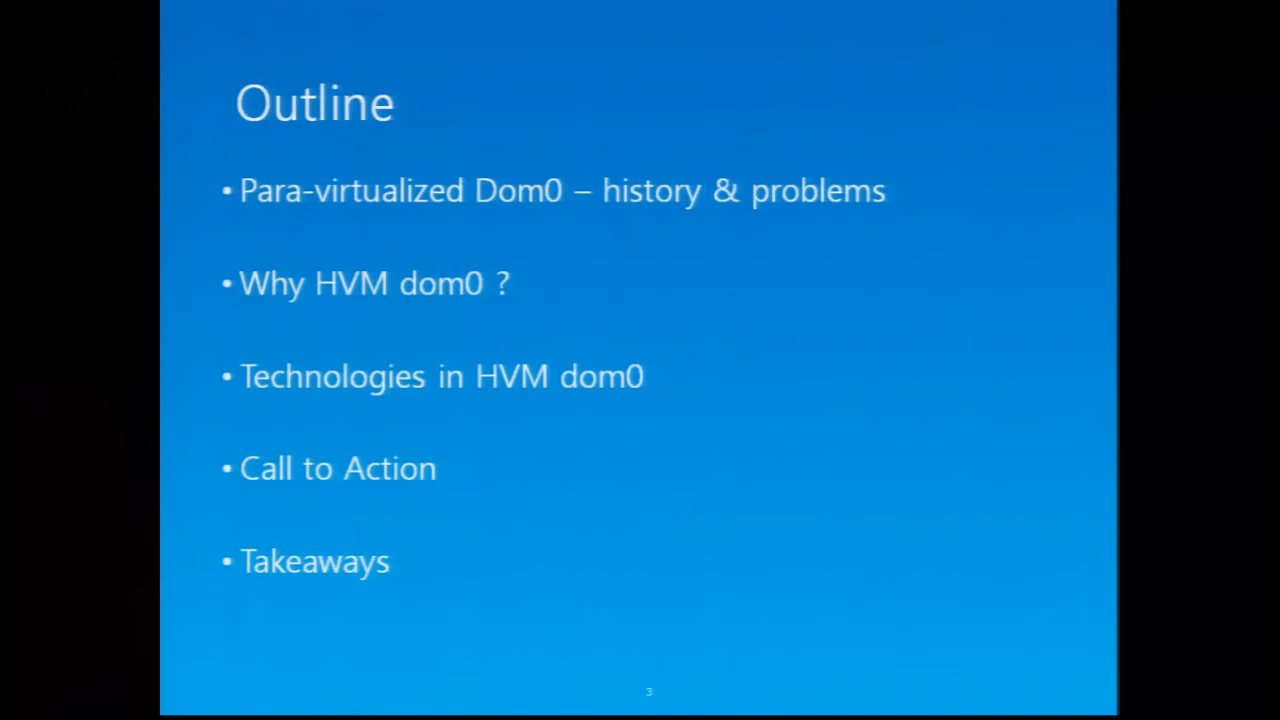 Outline
• Para-virtualized Dom0 – history & problems
• Why HVM dom0 ?
• Technologies in HVM dom0
• Call to Action
• Takeaways
3